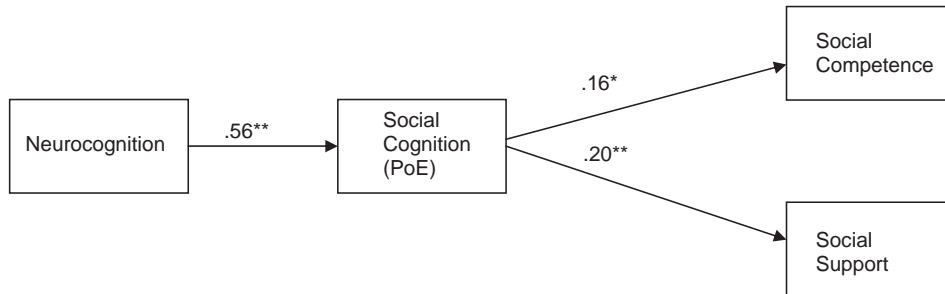 Neurocognition
.56**
Social
Cognition
(PoE)
.16*
.20**
Social
Competence
Social
Support